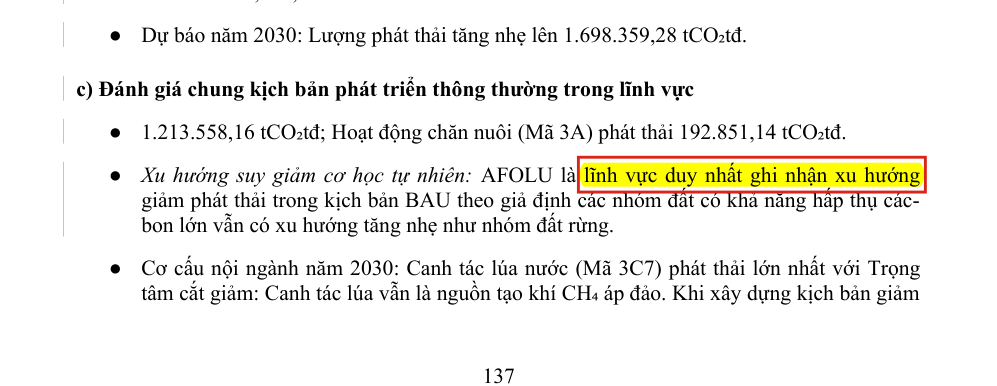 ● Dự báo năm 2030: Lượng phát thải tăng nhẹ lên 1.698.359,28 tCO₂tđ.
c) Đánh giá chung kịch bản phát triển thông thường trong lĩnh vực
● 1.213.558,16 tCO₂tđ; Hoạt động chăn nuôi (Mã 3A) phát thải 192.851,14 tCO₂tđ.
● Xu hướng suy giảm cơ học tự nhiên: AFOLU là lĩnh vực duy nhất ghi nhận xu hướng
giảm phát thải trong kịch bản BAU theo giả định các nhóm đất có khả năng hấp thụ các-
bon lớn vẫn có xu hướng tăng nhẹ như nhóm đất rừng.
● Cơ cấu nội ngành năm 2030: Canh tác lúa nước (Mã 3C7) phát thải lớn nhất với Trọng
tâm cắt giảm: Canh tác lúa vẫn là nguồn tạo khí CH₄ áp đảo. Khi xây dựng kịch bản giảm
137